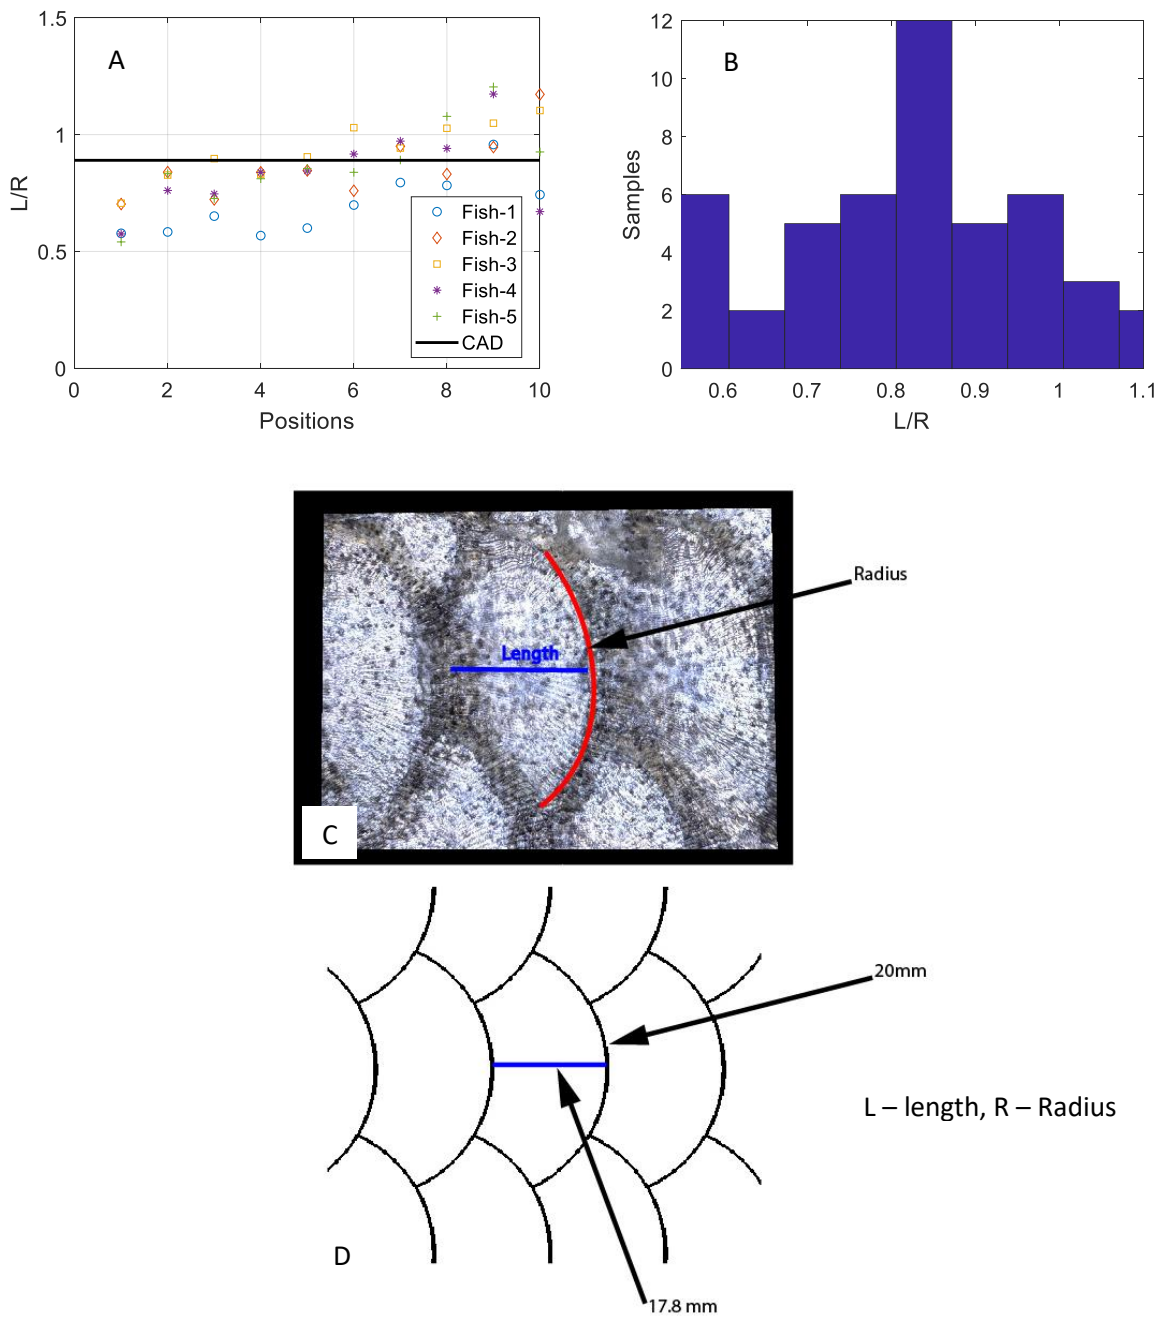 A
1.5
1
0.5
0
L/R
0 2 4 6 8 10
Positions
Fish-1
Fish-2
Fish-3
Fish-4
Fish-5
CAD
B
12
10
8
6
4
2
0
Samples
0.6 0.7 0.8 0.9 1 1.1
L/R
Radius
Length
C
20mm
L – length, R – Radius
D
17.8 mm